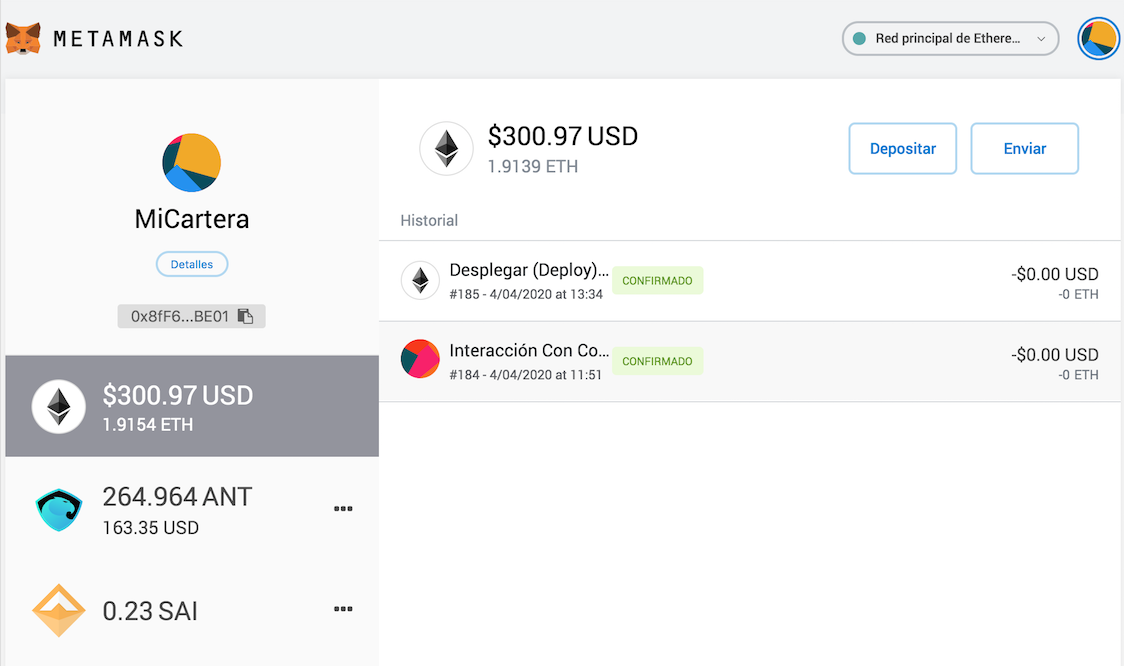 METAMASK
Red principal de Ethere...
MiCartera
Detalles
0x8fF6...BE01
$300.97 USD
1.9154 ETH
264.964 ANT
163.35 USD
0.23 SAI
$300.97 USD
1.9139 ETH
Depositar
Enviar
Historial
Desplegar (Deploy)...
CONFIRMADO
-$0.00 USD
#185 - 4/04/2020 at 13:34
-0 ETH
Interacción Con Co...
CONFIRMADO
-$0.00 USD
#184 - 4/04/2020 at 11:51
-0 ETH